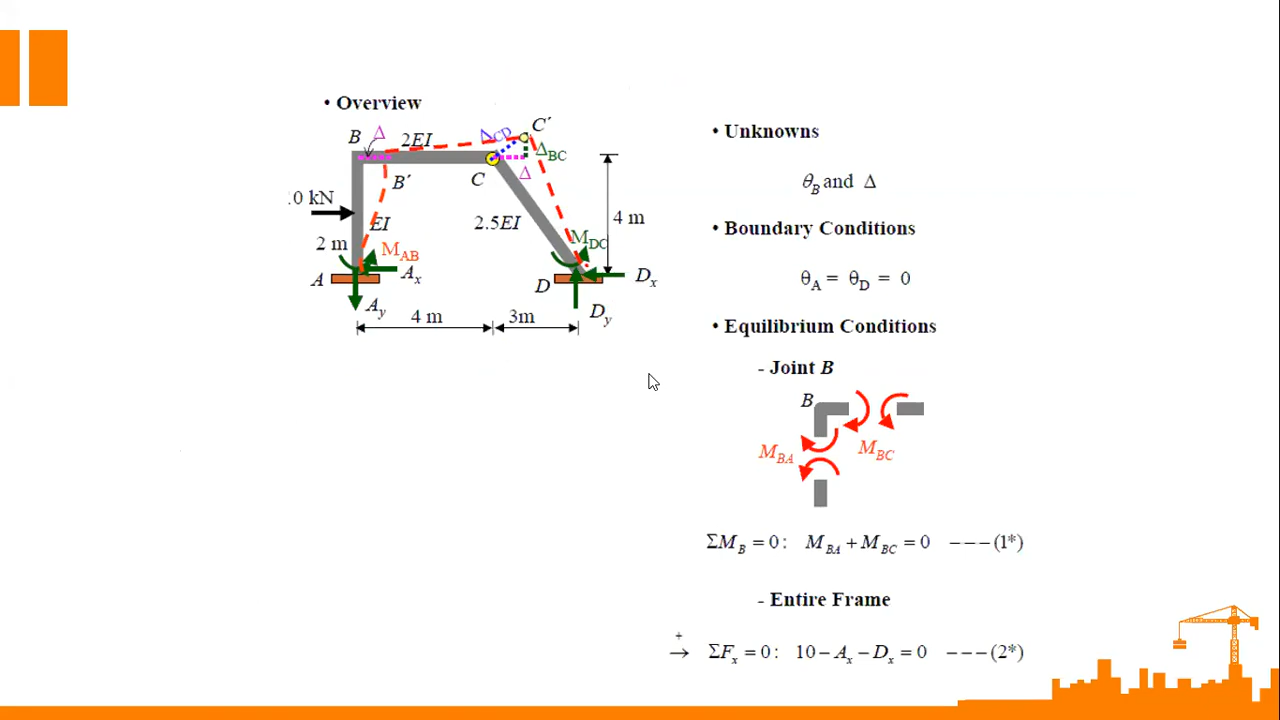 • Overview
B Δ 2EI Δ_CD C´
Δ_BC
B´ C Δ
.0 kN EI 2.5EI 4 m
2 m M_AB M_DC
A A_x D D_x
A_y D_y
4 m 3m
• Unknowns
θ_B and Δ
• Boundary Conditions
θ_A = θ_D = 0
• Equilibrium Conditions
- Joint B
B
M_BA M_BC
ΣM_B = 0: M_BA + M_BC = 0 ---(1*)
- Entire Frame
+
→ ΣF_x = 0: 10 − A_x − D_x = 0 ---(2*)